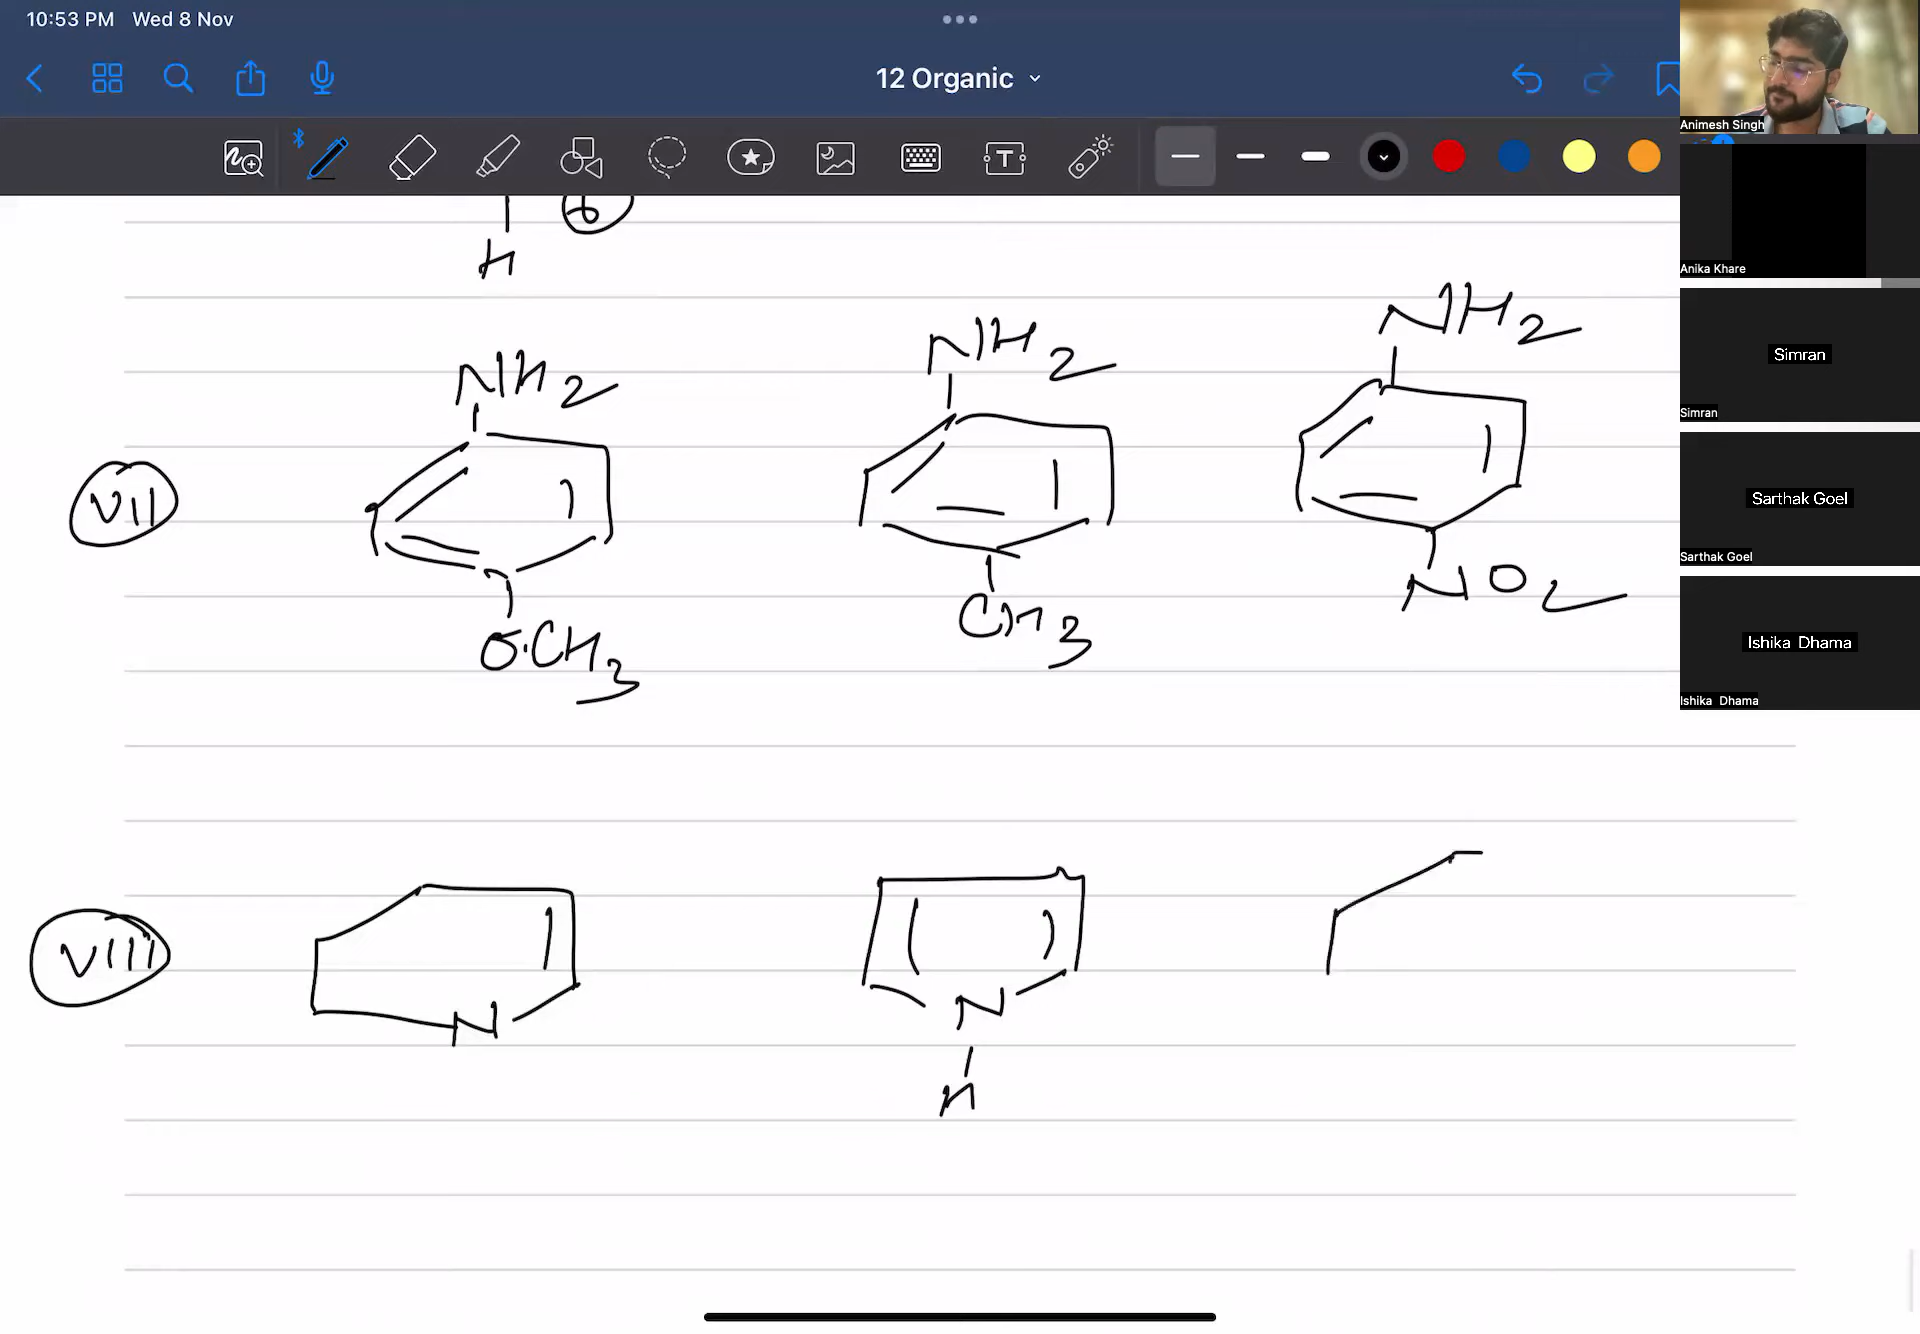 10:53 PM Wed 8 Nov
12 Organic
Animesh Singh
Anika Khare
Simran
Simran
Sarthak Goel
Sarthak Goel
Ishika Dhama
Ishika Dhama
T
+
H
NH2 NH2 NH2
VII
O.CH3 CH3 NO2
VIII
N N
H